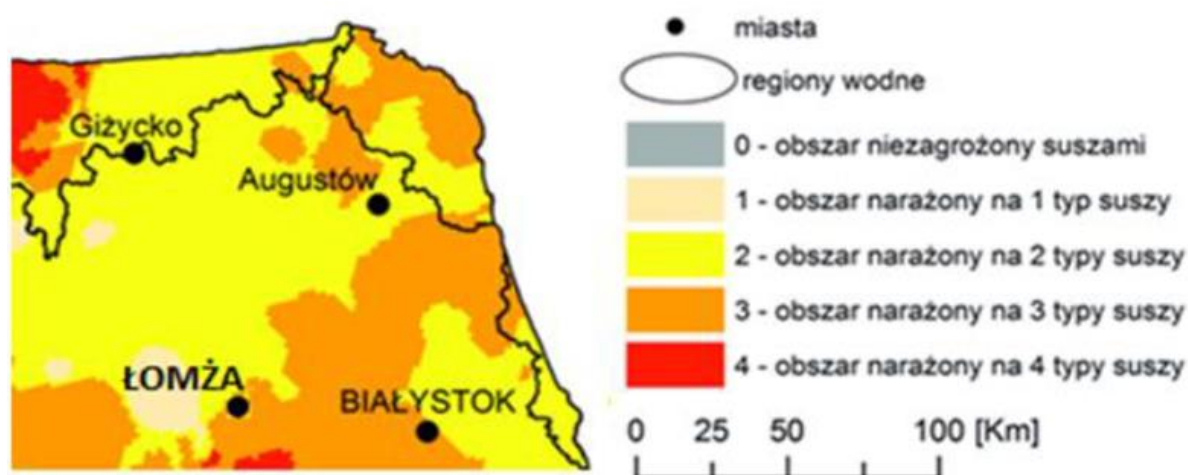 Giżycko
Augustów
ŁOMŻA
BIAŁYSTOK
miasta
regiony wodne
0 - obszar niezagrożony suszami
1 - obszar narażony na 1 typ suszy
2 - obszar narażony na 2 typy suszy
3 - obszar narażony na 3 typy suszy
4 - obszar narażony na 4 typy suszy
0 25 50 100 [Km]